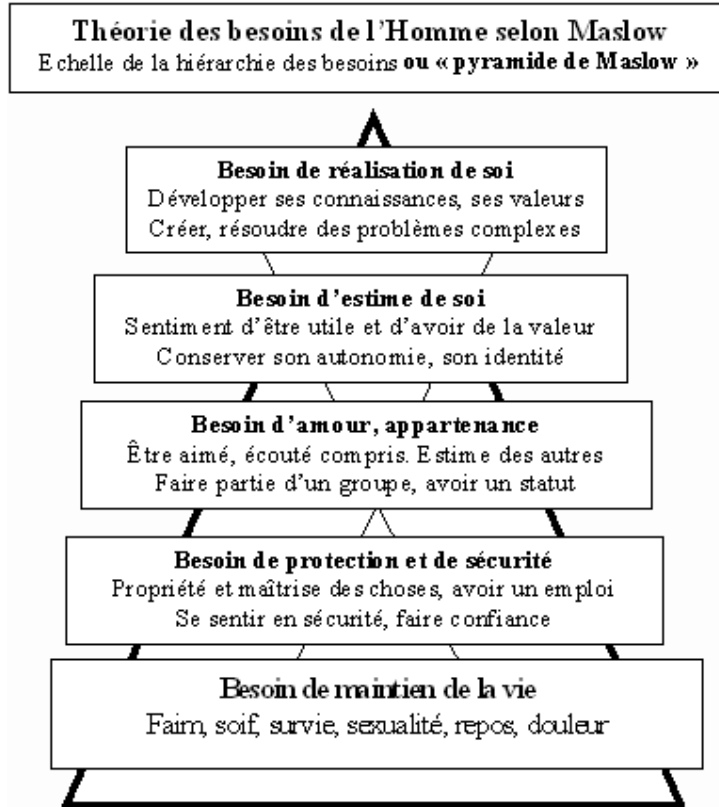 Théorie des besoins de l'Homme selon Maslow
Echelle de la hiérarchie des besoins ou « pyramide de Maslow »
Besoin de réalisation de soi
Développer ses connaissances, ses valeurs
Créer, résoudre des problèmes complexes
Besoin d'estime de soi
Sentiment d'être utile et d'avoir de la valeur
Conserver son autonomie, son identité
Besoin d'amour, appartenance
Être aimé, écouté compris. Estime des autres
Faire partie d'un groupe, avoir un statut
Besoin de protection et de sécurité
Propriété et maîtrise des choses, avoir un emploi
Se sentir en sécurité, faire confiance
Besoin de maintien de la vie
Faim, soif, survie, sexualité, repos, douleur